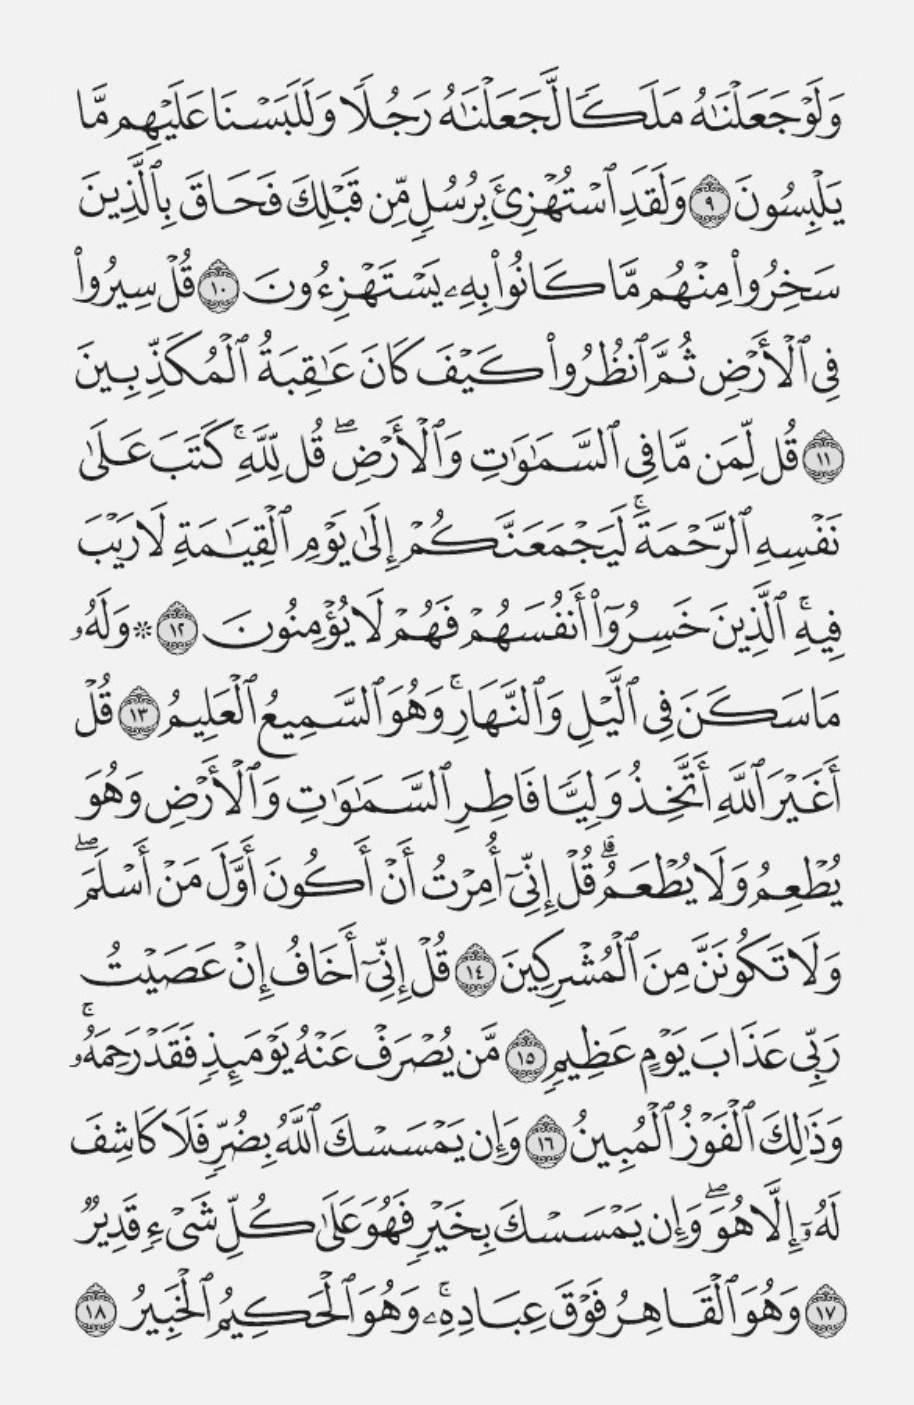 وَلَوۡ جَعَلۡنَٰهُ مَلَكٗا لَّجَعَلۡنَٰهُ رَجُلٗا وَلَلَبَسۡنَا عَلَيۡهِم مَّا
يَلۡبِسُونَ ٩ وَلَقَدِ ٱسۡتُهۡزِئَ بِرُسُلٖ مِّن قَبۡلِكَ فَحَاقَ بِٱلَّذِينَ
سَخِرُواْ مِنۡهُم مَّا كَانُواْ بِهِۦ يَسۡتَهۡزِءُونَ ١٠ قُلۡ سِيرُواْ
فِي ٱلۡأَرۡضِ ثُمَّ ٱنظُرُواْ كَيۡفَ كَانَ عَٰقِبَةُ ٱلۡمُكَذِّبِينَ
١١ قُل لِّمَن مَّا فِي ٱلسَّمَٰوَٰتِ وَٱلۡأَرۡضِۖ قُل لِّلَّهِۚ كَتَبَ عَلَىٰ
نَفۡسِهِ ٱلرَّحۡمَةَۚ لَيَجۡمَعَنَّكُمۡ إِلَىٰ يَوۡمِ ٱلۡقِيَٰمَةِ لَا رَيۡبَ
فِيهِۚ ٱلَّذِينَ خَسِرُوٓاْ أَنفُسَهُمۡ فَهُمۡ لَا يُؤۡمِنُونَ ١٢ ۞ وَلَهُۥ
مَا سَكَنَ فِي ٱلَّيۡلِ وَٱلنَّهَارِۚ وَهُوَ ٱلسَّمِيعُ ٱلۡعَلِيمُ ١٣ قُلۡ
أَغَيۡرَ ٱللَّهِ أَتَّخِذُ وَلِيّٗا فَاطِرِ ٱلسَّمَٰوَٰتِ وَٱلۡأَرۡضِ وَهُوَ
يُطۡعِمُ وَلَا يُطۡعَمُۗ قُلۡ إِنِّيٓ أُمِرۡتُ أَنۡ أَكُونَ أَوَّلَ مَنۡ أَسۡلَمَۖ
وَلَا تَكُونَنَّ مِنَ ٱلۡمُشۡرِكِينَ ١٤ قُلۡ إِنِّيٓ أَخَافُ إِنۡ عَصَيۡتُ
رَبِّي عَذَابَ يَوۡمٍ عَظِيمٖ ١٥ مَّن يُصۡرَفۡ عَنۡهُ يَوۡمَئِذٖ فَقَدۡ رَحِمَهُۥۚ
وَذَٰلِكَ ٱلۡفَوۡزُ ٱلۡمُبِينُ ١٦ وَإِن يَمۡسَسۡكَ ٱللَّهُ بِضُرّٖ فَلَا كَاشِفَ
لَهُۥٓ إِلَّا هُوَۖ وَإِن يَمۡسَسۡكَ بِخَيۡرٖ فَهُوَ عَلَىٰ كُلِّ شَيۡءٖ قَدِيرٞ
١٧ وَهُوَ ٱلۡقَاهِرُ فَوۡقَ عِبَادِهِۦۚ وَهُوَ ٱلۡحَكِيمُ ٱلۡخَبِيرُ ١٨